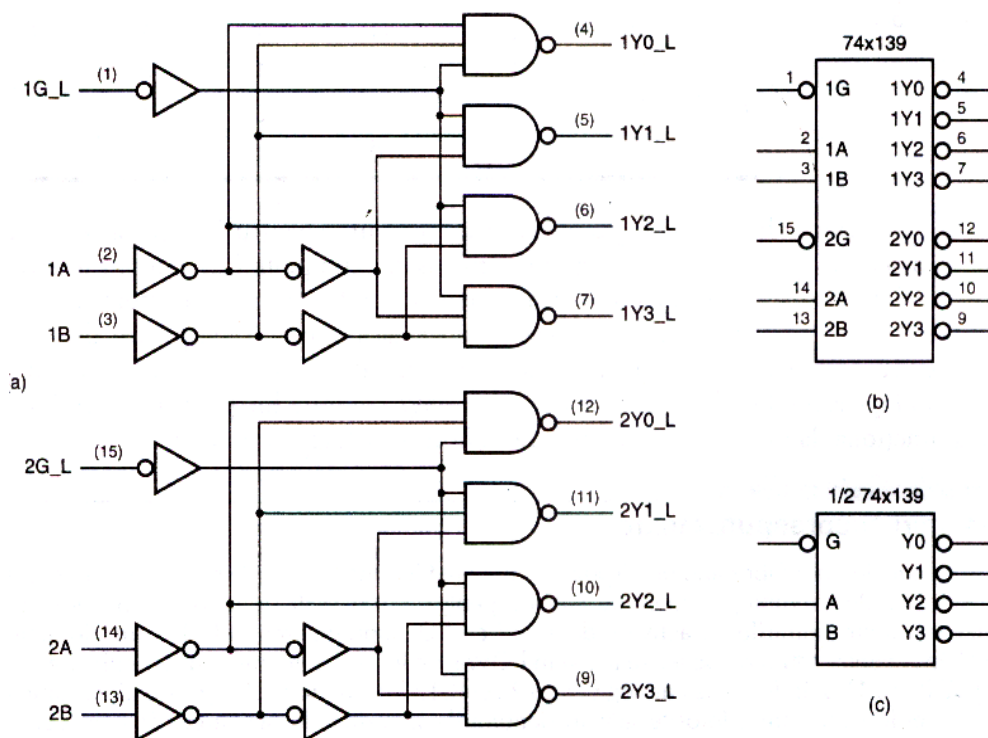 (4) 1Y0_L
(1)
1G_L
(5) 1Y1_L
(6) 1Y2_L
(2)
1A
(7) 1Y3_L
(3)
1B
(a)
(12) 2Y0_L
(15)
2G_L
(11) 2Y1_L
(10) 2Y2_L
(14)
2A
(9) 2Y3_L
(13)
2B
74x139
1 1G 1Y0 4
1Y1 5
2 1A 1Y2 6
3 1B 1Y3 7
15 2G 2Y0 12
2Y1 11
14 2A 2Y2 10
13 2B 2Y3 9
(b)
1/2 74x139
G Y0
Y1
A Y2
B Y3
(c)